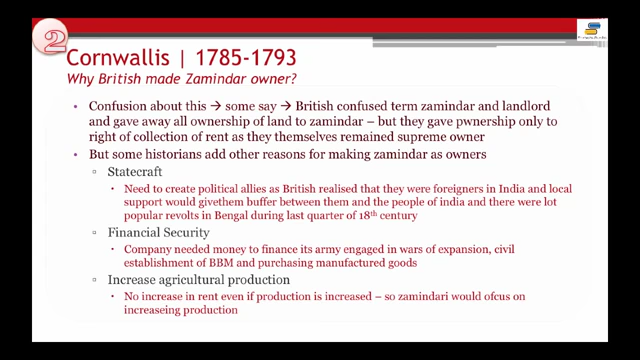 2
Cornwallis | 1785-1793
Why British made Zamindar owner?
• Confusion about this → some say → British confused term zamindar and landlord
and gave away all ownership of land to zamindar – but they gave pwnership only to
right of collection of rent as they themselves remained supreme owner
• But some historians add other reasons for making zamindar as owners
▫ Statecraft
• Need to create political allies as British realised that they were foreigners in India and local
support would givethem buffer between them and the people of india and there were lot
popular revolts in Bengal during last quarter of 18th century
▫ Financial Security
• Company needed money to finance its army engaged in wars of expansion, civil
establishment of BBM and purchasing manufactured goods
▫ Increase agricultural production
• No increase in rent even if production is increased – so zamindari would ofcus on
increaseing production